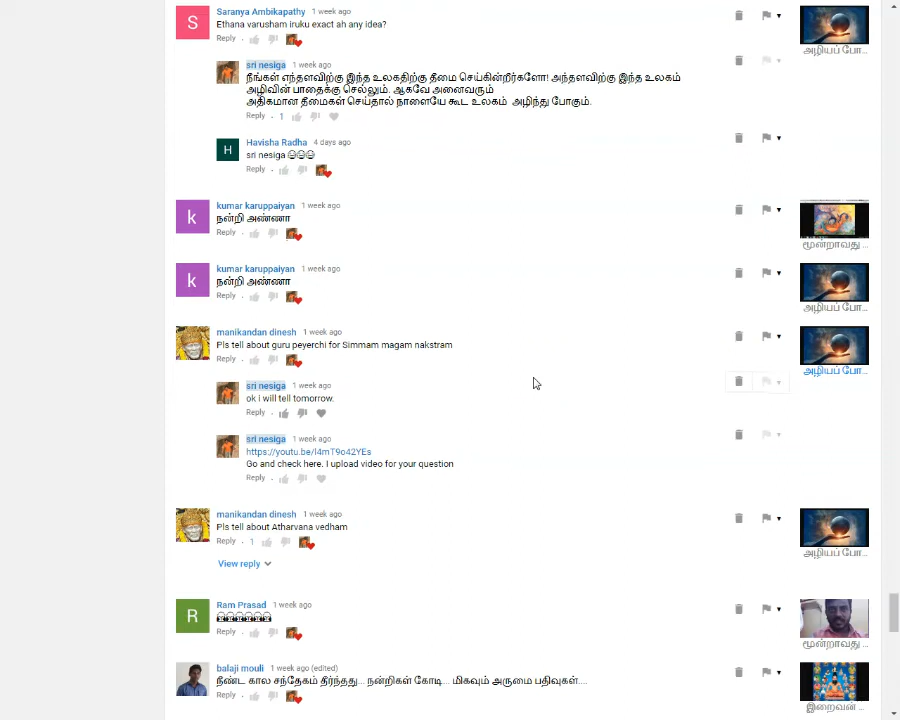 Saranya Ambikapathy 1 week ago
Ethana varusham iruku exact ah any idea?
Reply
அழியப் போ...
sri nesiga 1 week ago
நீங்கள் எந்தளவிற்கு இந்த உலகதிற்கு தீமை செய்கின்றீர்களோ! அந்தளவிற்கு இந்த உலகம்
அழிவின் பாதைக்கு செல்லும். ஆகவே அனைவரும்
அதிகமான தீமைகள் செய்தால் நாளையே கூட உலகம் அழிந்து போகும்.
Reply 1
H
Havisha Radha 4 days ago
sri nesiga
Reply
k
kumar karuppaiyan 1 week ago
நன்றி அண்ணா
Reply
மூன்றாவது ...
k
kumar karuppaiyan 1 week ago
நன்றி அண்ணா
Reply
அழியப் போ...
manikandan dinesh 1 week ago
Pls tell about guru peyerchi for Simmam magam nakstram
Reply
அழியப் போ...
sri nesiga 1 week ago
ok i will tell tomorrow.
Reply
sri nesiga 1 week ago
https://youtu.be/l4mT9o42YEs
Go and check here. I upload video for your question
Reply
manikandan dinesh 1 week ago
Pls tell about Atharvana vedham
Reply 1
அழியப் போ...
View reply
R
Ram Prasad 1 week ago
Reply
மூன்றாவது ...
balaji mouli 1 week ago (edited)
நீண்ட கால சந்தேகம் தீர்ந்தது... நன்றிகள் கோடி... மிகவும் அருமை பதிவுகள்....
Reply
இறைவன் ...
S